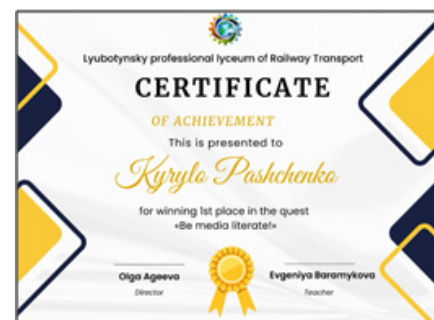 Lyubotynsky professional lyceum of Railway Transport
CERTIFICATE
OF ACHIEVEMENT
This is presented to
Kyrylo Pashchenko
for winning 1st place in the quest
«Be media literate!»
Olga Ageeva
Evgeniya Baramykova
Director
Teacher